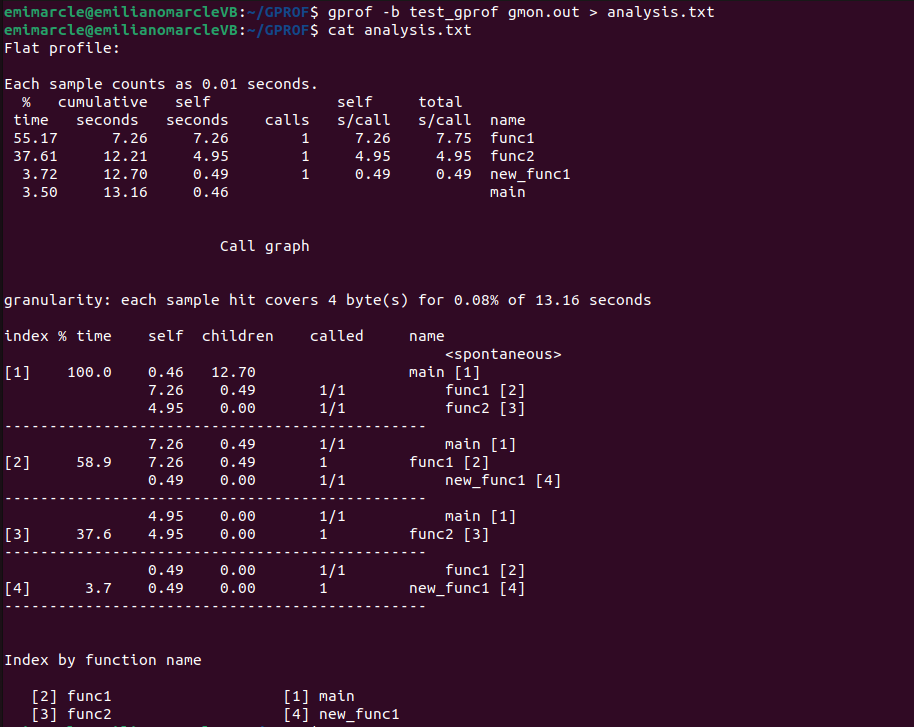 emimarcle@emilianomarcleVB:~/GPROF$ gprof -b test_gprof gmon.out > analysis.txt
emimarcle@emilianomarcleVB:~/GPROF$ cat analysis.txt
Flat profile:

Each sample counts as 0.01 seconds.
  %   cumulative   self              self     total
 time   seconds   seconds    calls   s/call   s/call  name
 55.17      7.26     7.26        1     7.26     7.75  func1
 37.61     12.21     4.95        1     4.95     4.95  func2
  3.72     12.70     0.49        1     0.49     0.49  new_func1
  3.50     13.16     0.46                             main

                        Call graph

granularity: each sample hit covers 4 byte(s) for 0.08% of 13.16 seconds

index % time    self  children    called     name
                                                 <spontaneous>
[1]    100.0    0.46   12.70                 main [1]
                7.26    0.49       1/1           func1 [2]
                4.95    0.00       1/1           func2 [3]
-----------------------------------------------
                7.26    0.49       1/1           main [1]
[2]     58.9    7.26    0.49       1         func1 [2]
                0.49    0.00       1/1           new_func1 [4]
-----------------------------------------------
                4.95    0.00       1/1           main [1]
[3]     37.6    4.95    0.00       1         func2 [3]
-----------------------------------------------
                0.49    0.00       1/1           func1 [2]
[4]      3.7    0.49    0.00       1         new_func1 [4]
-----------------------------------------------

Index by function name

   [2] func1                   [1] main
   [3] func2                   [4] new_func1